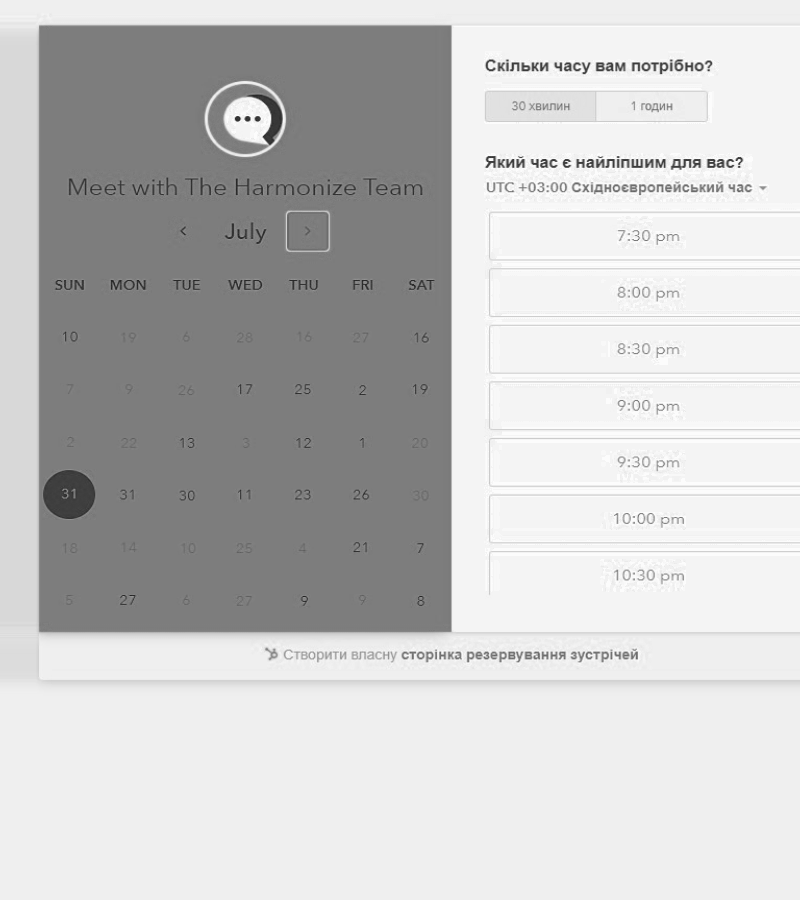 Meet with The Harmonize Team
July
SUN MON TUE WED THU FRI SAT
10 19 6 28 16 27 16
7 9 26 17 25 2 19
2 22 13 3 12 1 20
31 31 30 11 23 26 30
18 14 10 25 4 21 7
5 27 6 27 9 9 8
Скільки часу вам потрібно?
30 хвилин 1 годин
Який час є найліпшим для вас?
UTC +03:00 Східноєвропейський час
7:30 pm
8:00 pm
8:30 pm
9:00 pm
9:30 pm
10:00 pm
10:30 pm
Створити власну сторінка резервування зустрічей